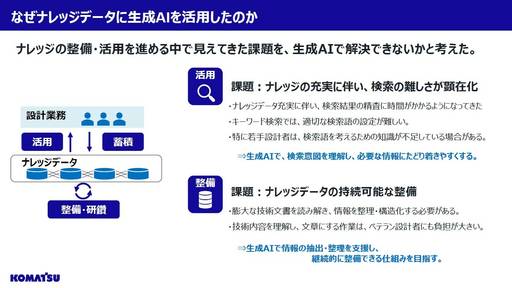 なぜナレッジデータに生成AIを活用したのか
ナレッジの整備・活用を進める中で見えてきた課題を、生成AIで解決できないかと考えた。
設計業務
活用
蓄積
ナレッジデータ
整備・研鑽
活用
課題：ナレッジの充実に伴い、検索の難しさが顕在化
・ナレッジデータ充実に伴い、検索結果の精査に時間がかかるようになってきた
・キーワード検索では、適切な検索語の設定が難しい。
・特に若手設計者は、検索語を考えるための知識が不足している場合がある。
⇒生成AIで、検索意図を理解し、必要な情報にたどり着きやすくする。
整備
課題：ナレッジデータの持続可能な整備
・膨大な技術文書を読み解き、情報を整理・構造化する必要がある。
・技術内容を理解し、文章にする作業は、ベテラン設計者にも負担が大きい。
⇒生成AIで情報の抽出・整理を支援し、
継続的に整備できる仕組みを目指す。
KOMATSU